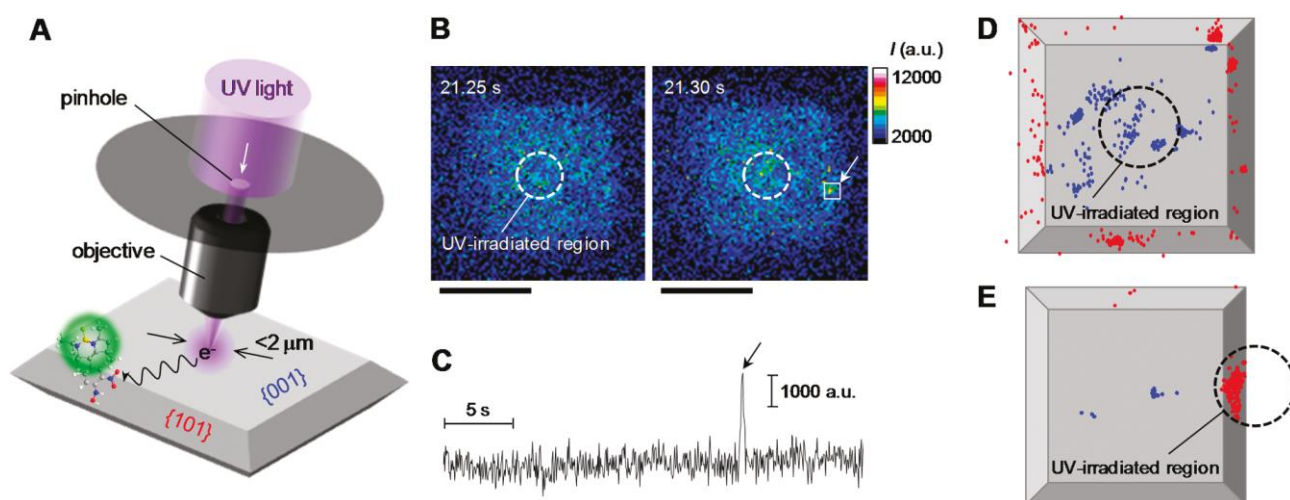 A
UV light
pinhole
objective
e⁻
<2 μm
{001}
{101}
B
I (a.u.)
21.25 s
21.30 s
12000
2000
UV-irradiated region
C
5 s
1000 a.u.
D
UV-irradiated region
E
UV-irradiated region